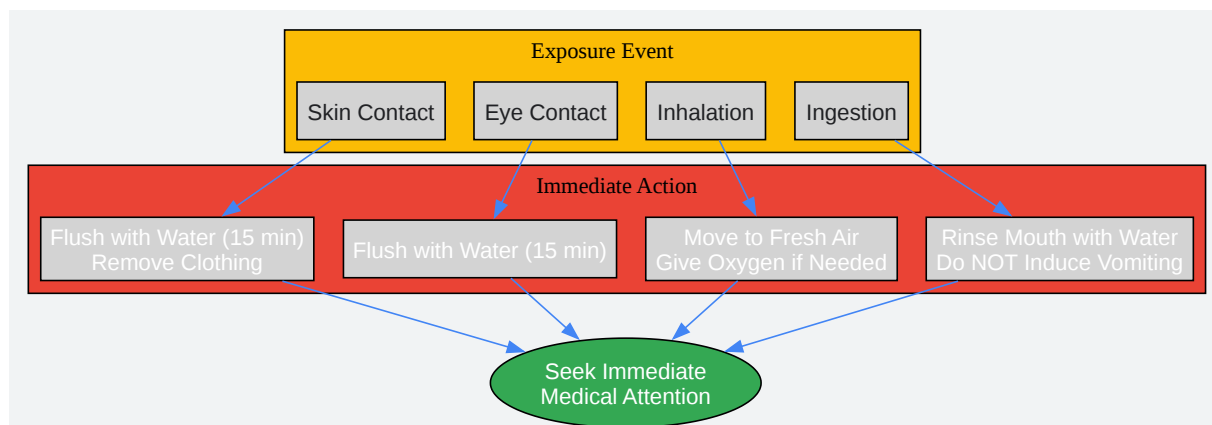 Exposure Event
Skin Contact
Eye Contact
Inhalation
Ingestion
Immediate Action
Flush with Water (15 min)
Remove Clothing
Flush with Water (15 min)
Move to Fresh Air
Give Oxygen if Needed
Rinse Mouth with Water
Do NOT Induce Vomiting
Seek Immediate
Medical Attention